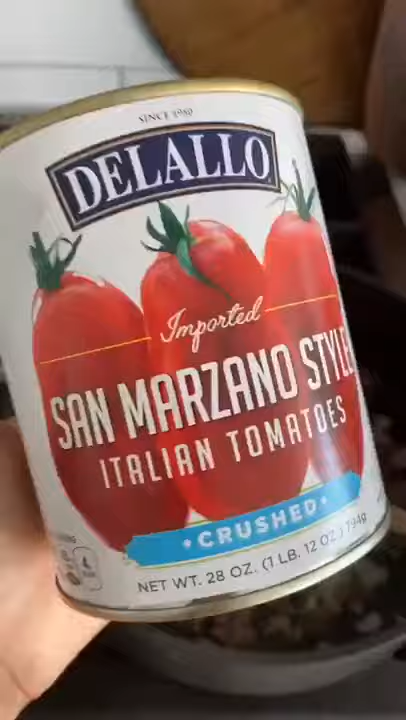 SINCE 1950
DELALLO
Imported
SAN MARZANO STYLE
ITALIAN TOMATOES
• CRUSHED •
NET WT. 28 OZ. (1 LB. 12 OZ.) 794g